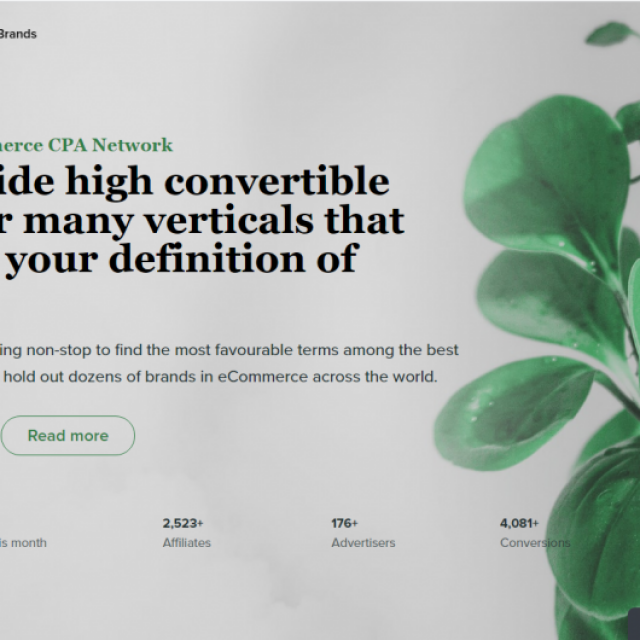 Brands
erce CPA Network
ide high convertible
r many verticals that
your definition of
ing non-stop to find the most favourable terms among the best
hold out dozens of brands in eCommerce across the world.
Read more
2,523+ 176+ 4,081+
is month Affiliates Advertisers Conversions